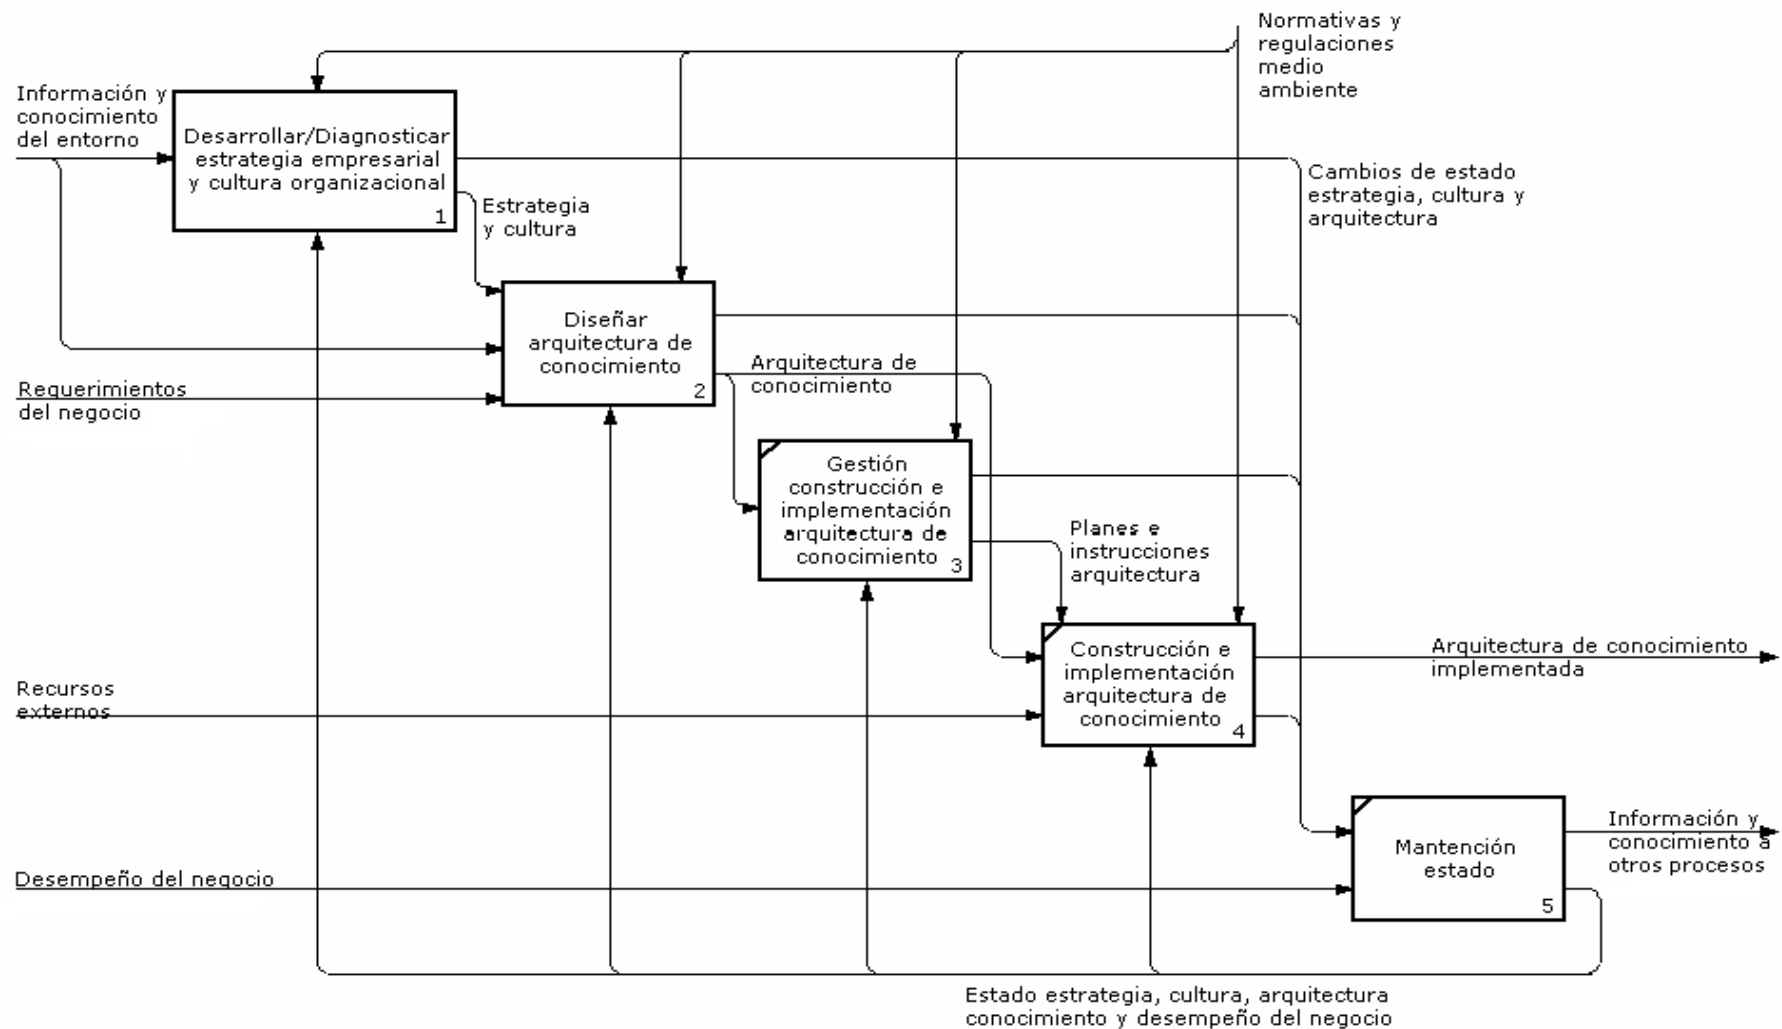 Normativas y
regulaciones
medio
ambiente
Información y
conocimiento
del entorno
Desarrollar/Diagnosticar
estrategia empresarial
y cultura organizacional
1
Cambios de estado
estrategia, cultura y
arquitectura
Estrategia
y cultura
Diseñar
arquitectura de
conocimiento
2
Requerimientos
del negocio
Arquitectura de
conocimiento
Gestión
construcción e
implementación
arquitectura de
conocimiento
3
Planes e
instrucciones
arquitectura
Construcción e
implementación
arquitectura de
conocimiento
4
Arquitectura de conocimiento
implementada
Recursos
externos
Mantención
estado
5
Información y
conocimiento a
otros procesos
Desempeño del negocio
Estado estrategia, cultura, arquitectura
conocimiento y desempeño del negocio